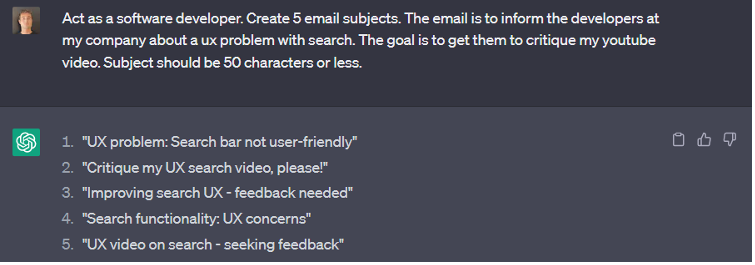 Act as a software developer. Create 5 email subjects. The email is to inform the developers at
my company about a ux problem with search. The goal is to get them to critique my youtube
video. Subject should be 50 characters or less.
1. "UX problem: Search bar not user-friendly"
2. "Critique my UX search video, please!"
3. "Improving search UX - feedback needed"
4. "Search functionality: UX concerns"
5. "UX video on search - seeking feedback"